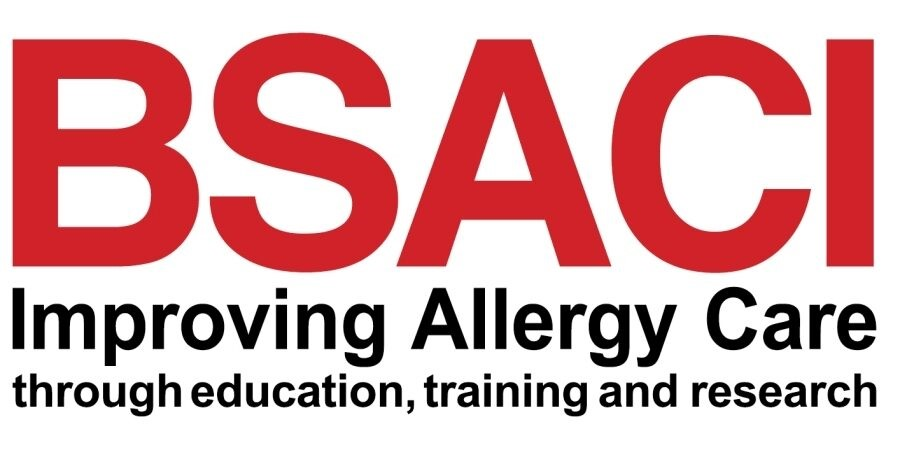 BSACI
Improving Allergy Care
through education, training and research